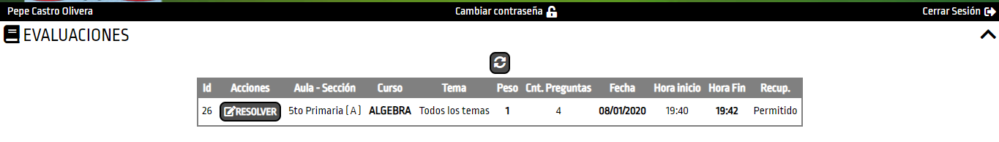 Pepe Castro Olivera Cambiar contraseña Cerrar Sesión
EVALUACIONES
Id Acciones Aula - Sección Curso Tema Peso Cnt. Preguntas Fecha Hora inicio Hora Fin Recup.
26 RESOLVER 5to Primaria ( A ) ALGEBRA Todos los temas 1 4 08/01/2020 19:40 19:42 Permitido